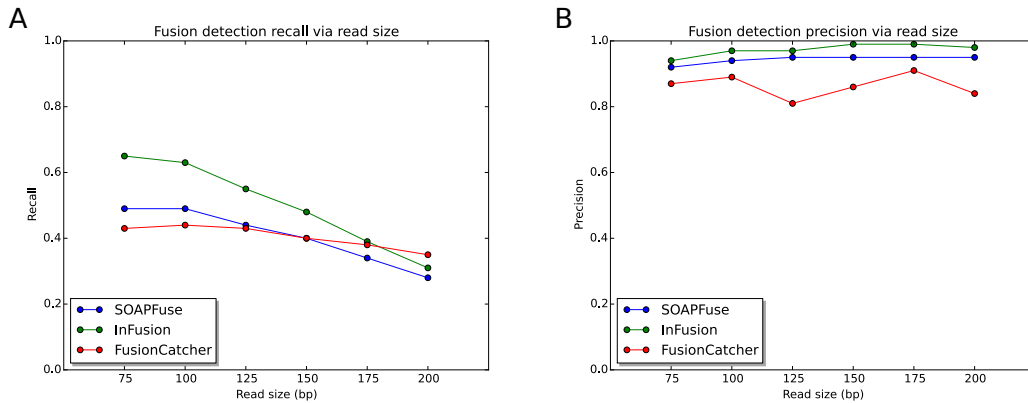 A
Fusion detection recall via read size
1.0
0.8
0.6
0.4
0.2
0.0
Recall
SOAPFuse
InFusion
FusionCatcher
75 100 125 150 175 200
Read size (bp)
B
Fusion detection precision via read size
1.0
0.8
0.6
0.4
0.2
0.0
Precision
SOAPFuse
InFusion
FusionCatcher
75 100 125 150 175 200
Read size (bp)